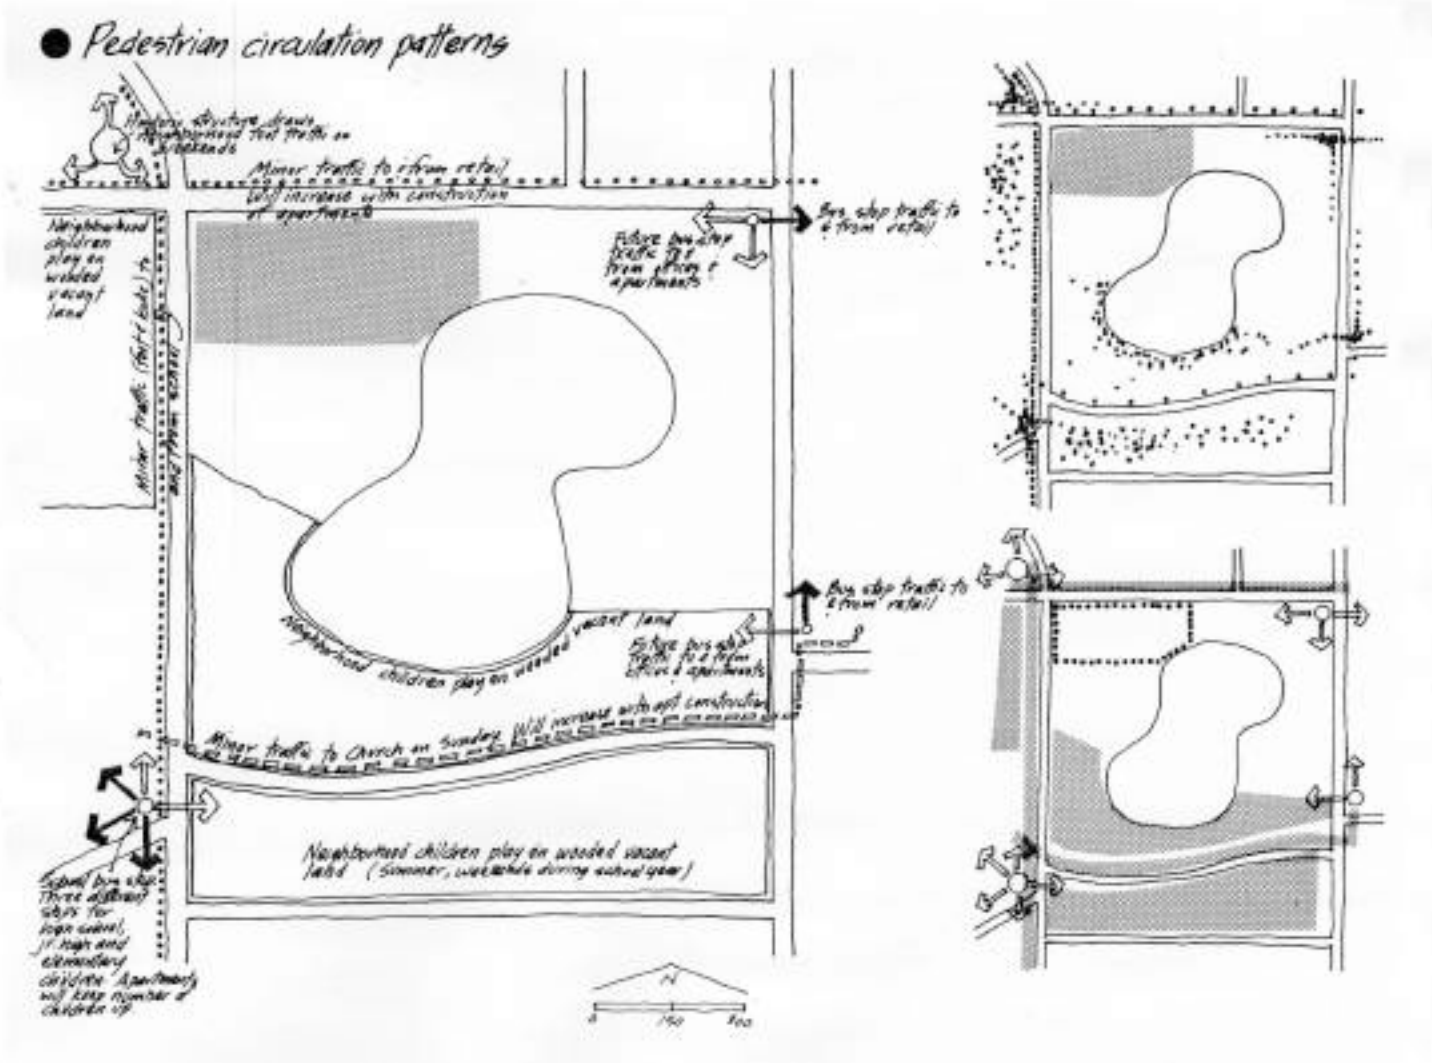 Pedestrian circulation patterns
Historic structure draws
neighborhood foot traffic on
weekends
Minor traffic to & from retail
Will increase with construction
of apartments
Neighborhood
children
play on
wooded
vacant
land
Minor traffic (foot & bike) to
and from school
Future bus stop
traffic to &
from offices &
apartments
Bus stop traffic to
& from retail
Bus stop traffic to
& from retail
Neighborhood children play on wooded vacant land
Future bus stop
traffic to & from
offices & apartments
Minor traffic to Church on Sunday. Will increase with apt construction
Neighborhood children play on wooded vacant
land (Summer, weekends during school year)
School bus stop
Three different
stops for
high school,
jr. high and
elementary
children. Apartments
will keep number of
children up.
N
0 150 300